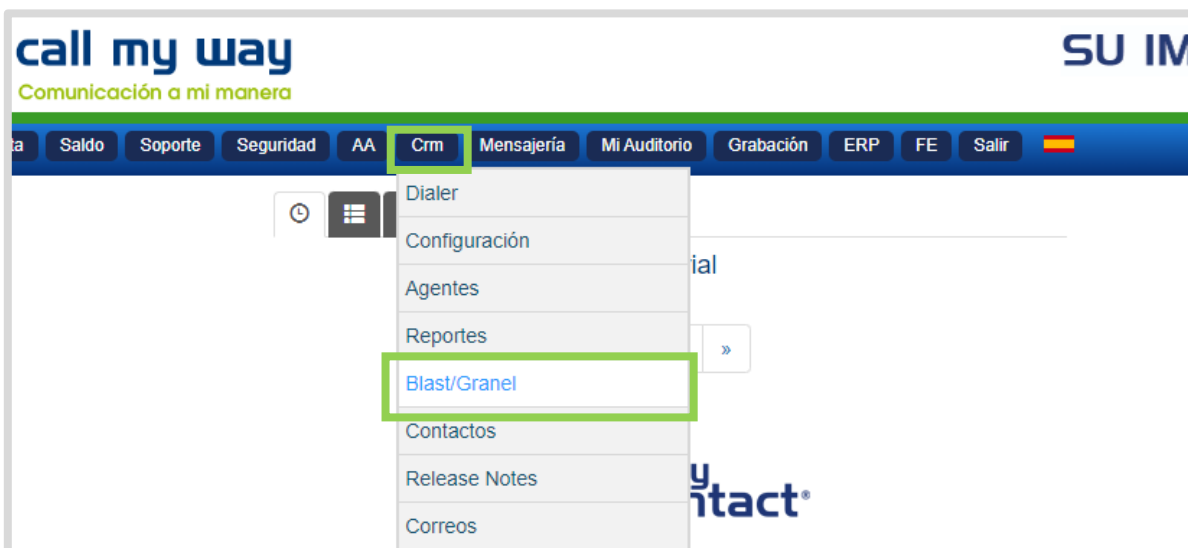 call my way
SU IM
Comunicación a mi manera
ta Saldo Soporte Seguridad AA Crm Mensajería Mi Auditorio Grabación ERP FE Salir
Dialer
Configuración
ial
Agentes
Reportes
»
Blast/Granel
Contactos
y
Release Notes
ntact®
Correos